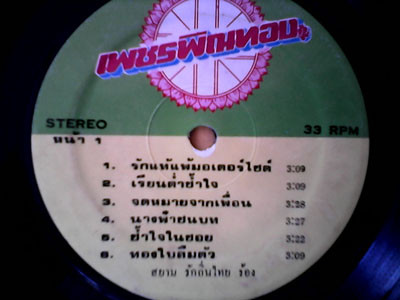 เพชรพิณทอง
STEREO
33 RPM
หน้า 1
1. รักแท้แพ้มอเตอร์ไซด์ 3:09
2. เรียนต่ำช้ำใจ 3:09
3. จดหมายจากเพื่อน 3:28
4. นางฟ้าชนบท 3:27
5. ช้ำใจในซอย 3:22
6. ทองใบลืมตัว 3:09
สยาม รักถิ่นไทย ร้อง